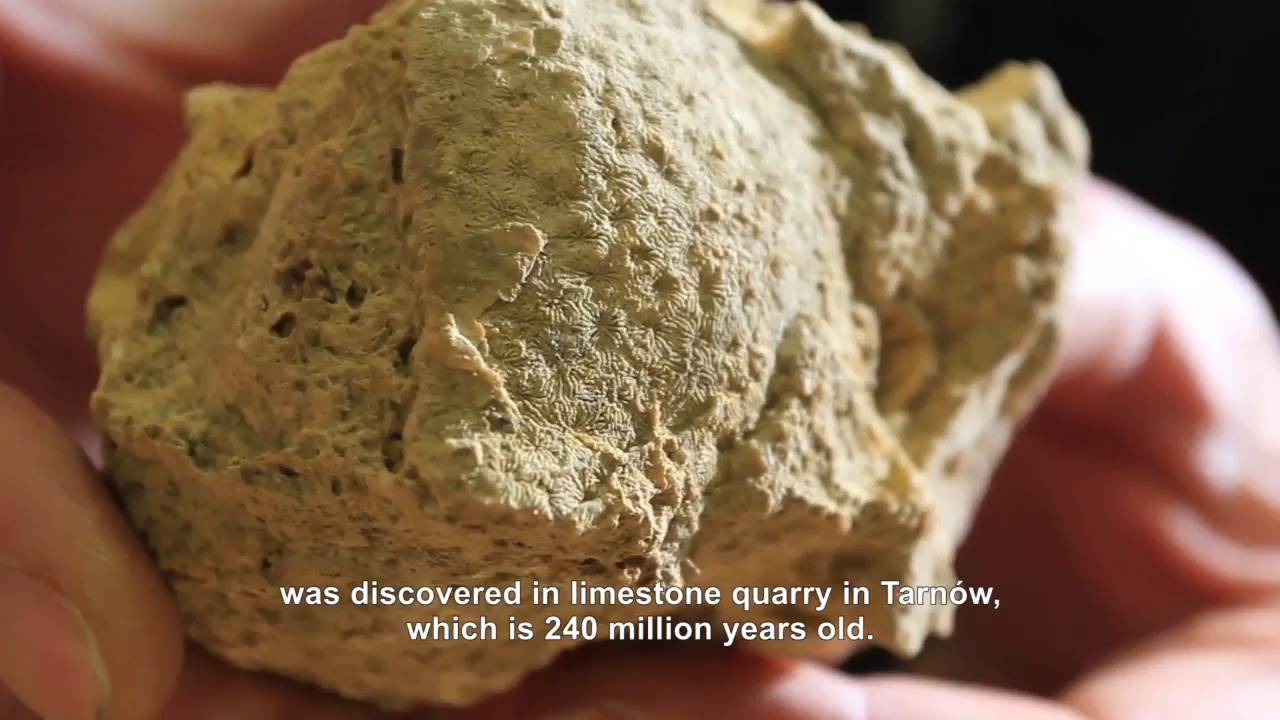 was discovered in limestone quarry in Tarnów,
which is 240 million years old.